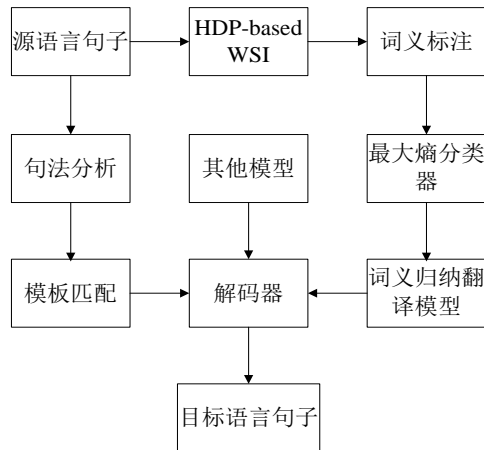 源语言句子
HDP-based
WSI
词义标注
句法分析
其他模型
最大熵分类
器
模板匹配
解码器
词义归纳翻
译模型
目标语言句子